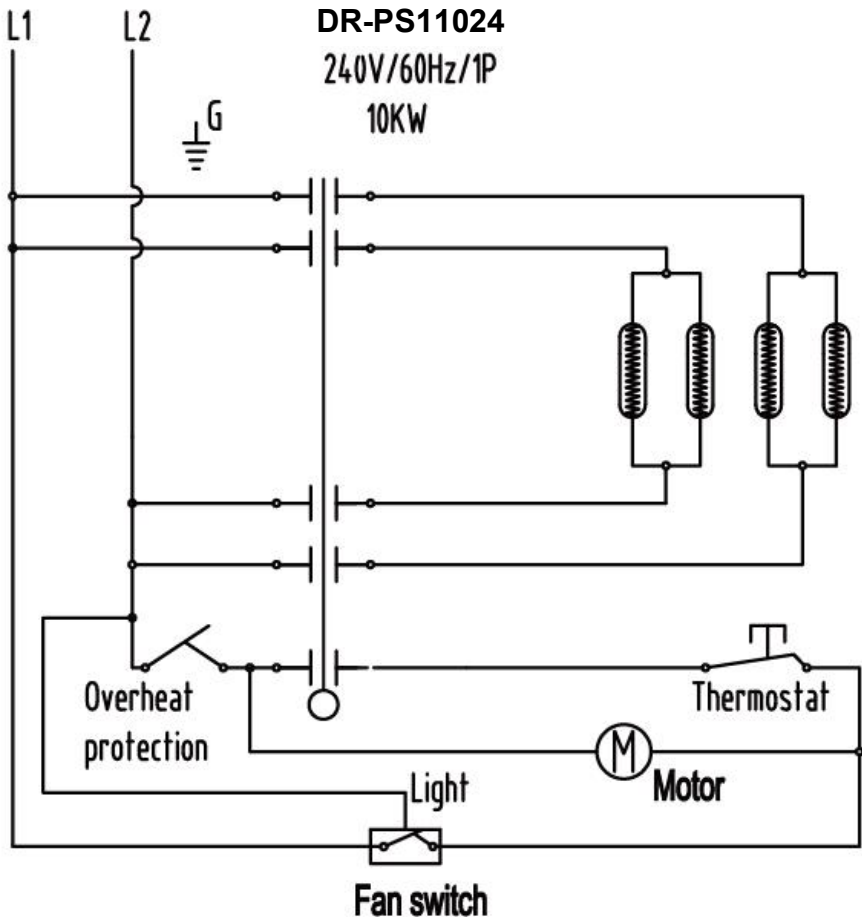 L1 L2 DR-PS11024
240V/60Hz/1P
10KW
G
Overheat
protection
Thermostat
M
Motor
Light
Fan switch